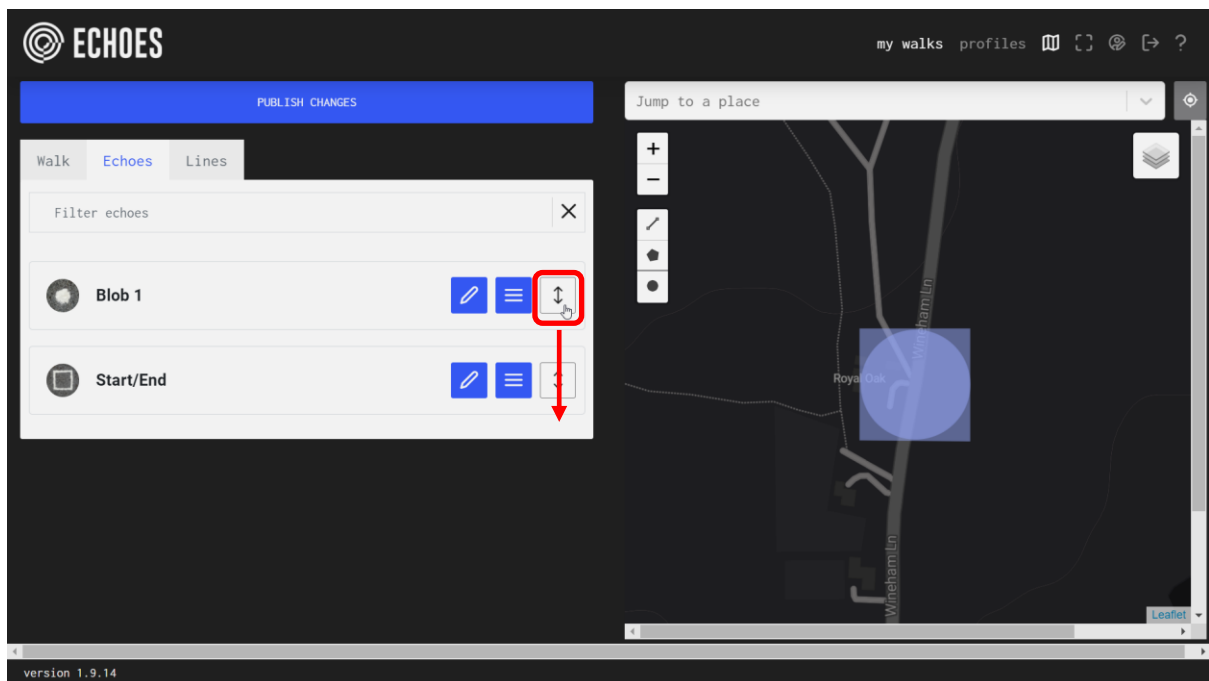 ECHOES
my walks profiles
PUBLISH CHANGES
Jump to a place
Walk Echoes Lines
Filter echoes
Blob 1
Start/End
Wineham Ln
Royal Oak
Wineham Ln
Leaflet
version 1.9.14